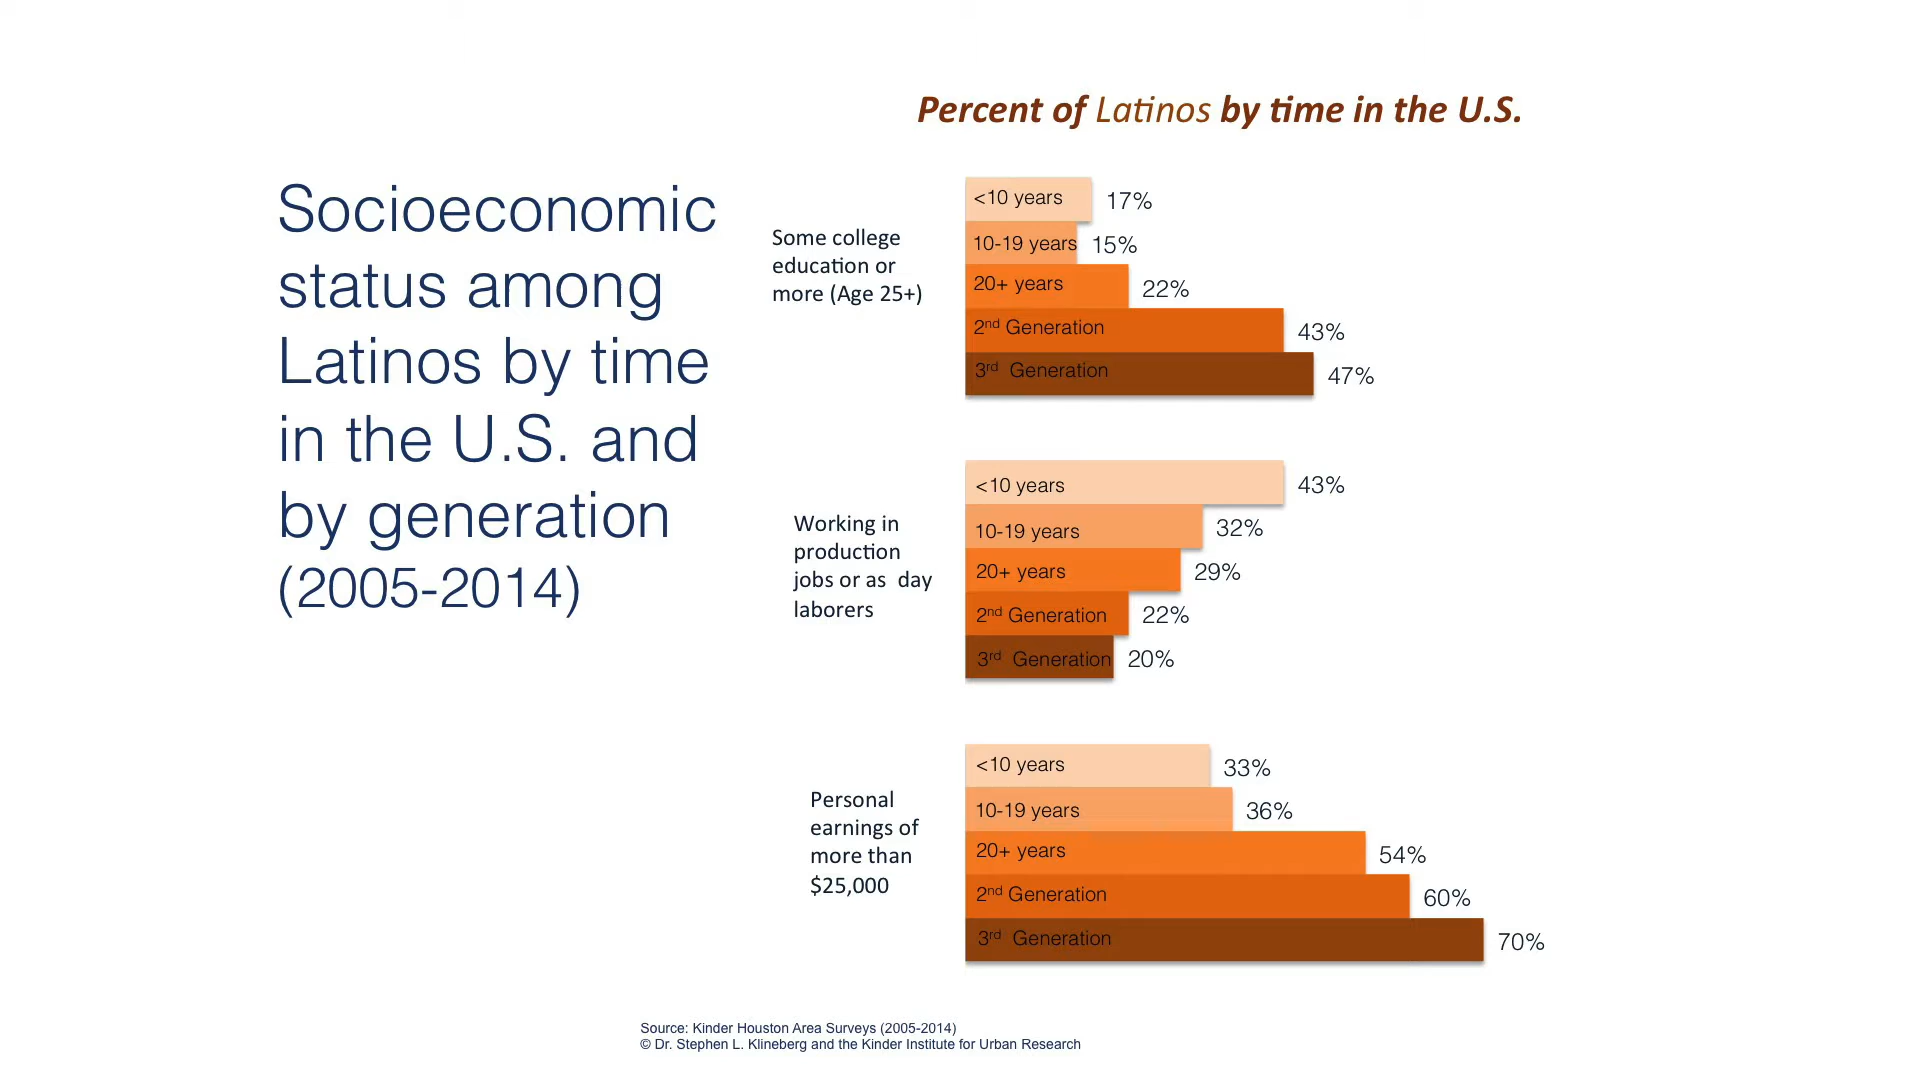 Percent of Latinos by time in the U.S.
Socioeconomic
status among
Latinos by time
in the U.S. and
by generation
(2005-2014)
Some college
education or
more (Age 25+)
<10 years 17%
10-19 years 15%
20+ years 22%
2nd Generation 43%
3rd Generation 47%
Working in
production
jobs or as day
laborers
<10 years 43%
10-19 years 32%
20+ years 29%
2nd Generation 22%
3rd Generation 20%
Personal
earnings of
more than
$25,000
<10 years 33%
10-19 years 36%
20+ years 54%
2nd Generation 60%
3rd Generation 70%
Source: Kinder Houston Area Surveys (2005-2014)
© Dr. Stephen L. Klineberg and the Kinder Institute for Urban Research